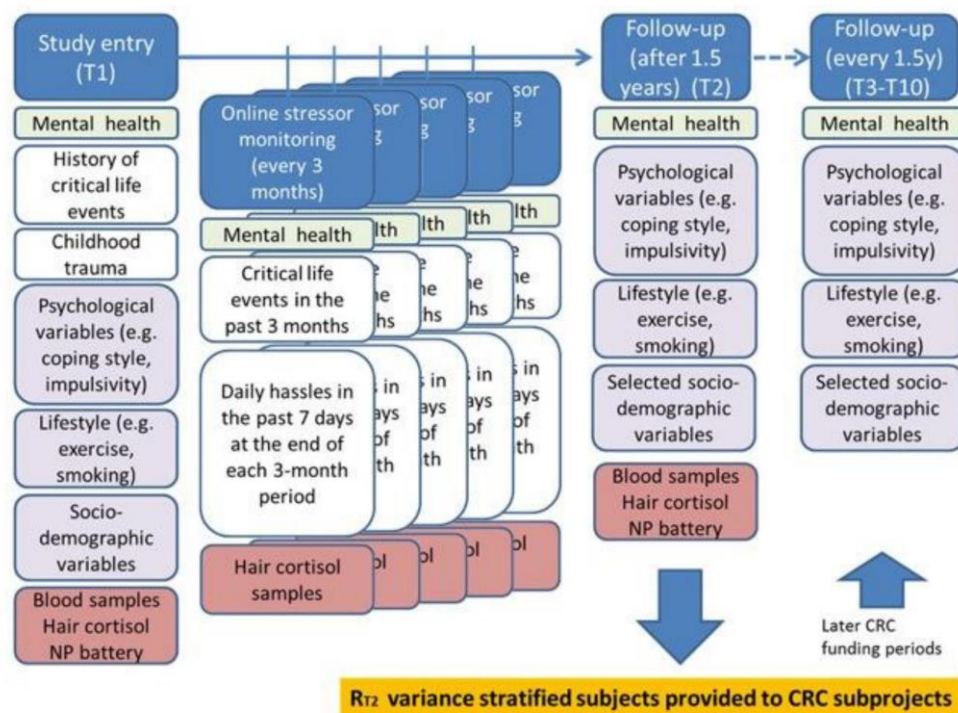 Study entry
(T1)
Mental health
History of
critical life
events
Childhood
trauma
Psychological
variables (e.g.
coping style,
impulsivity)
Lifestyle (e.g.
exercise,
smoking)
Socio-
demographic
variables
Blood samples
Hair cortisol
NP battery
Online stressor
monitoring
(every 3
months)
Mental health
Critical life
events in the
past 3 months
Daily hassles in
the past 7 days
at the end of
each 3-month
period
Hair cortisol
samples
Follow-up
(after 1.5
years) (T2)
Mental health
Psychological
variables (e.g.
coping style,
impulsivity)
Lifestyle (e.g.
exercise,
smoking)
Selected socio-
demographic
variables
Blood samples
Hair cortisol
NP battery
Follow-up
(every 1.5y)
(T3-T10)
Mental health
Psychological
variables (e.g.
coping style,
impulsivity)
Lifestyle (e.g.
exercise,
smoking)
Selected socio-
demographic
variables
Later CRC
funding periods
RT2 variance stratified subjects provided to CRC subprojects